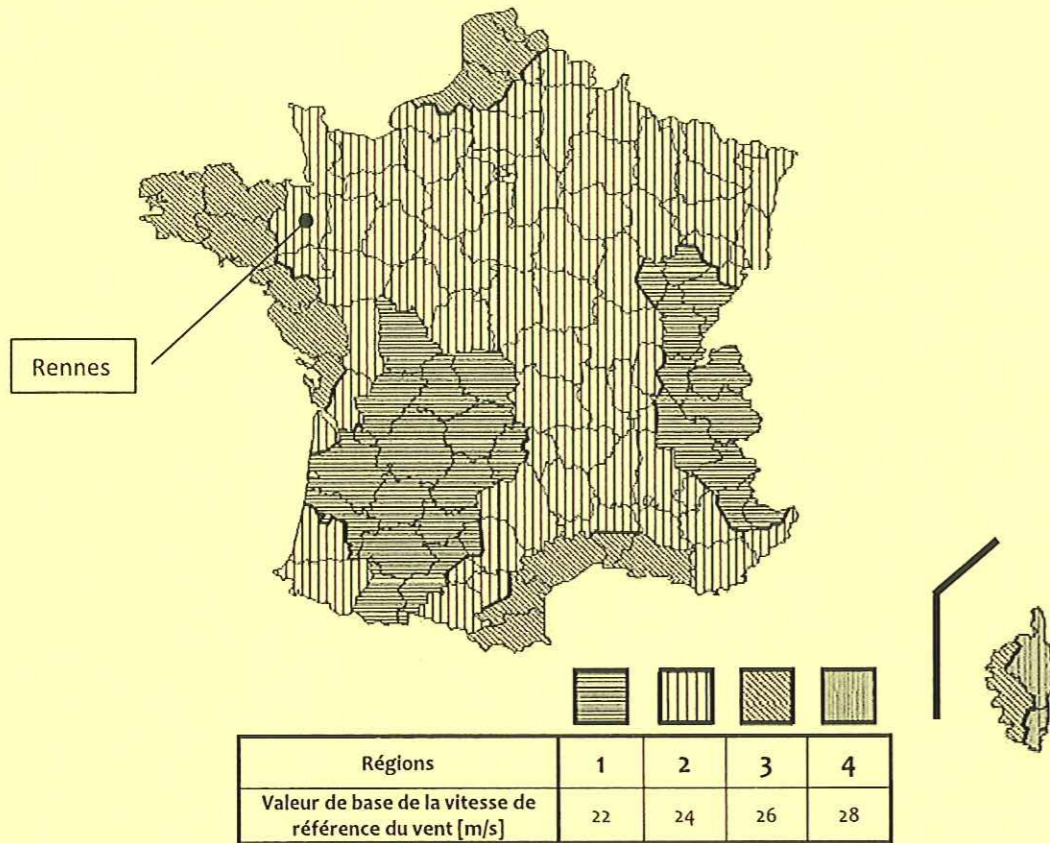 Rennes
Régions 1 2 3 4
Valeur de base de la vitesse de
référence du vent [m/s] 22 24 26 28